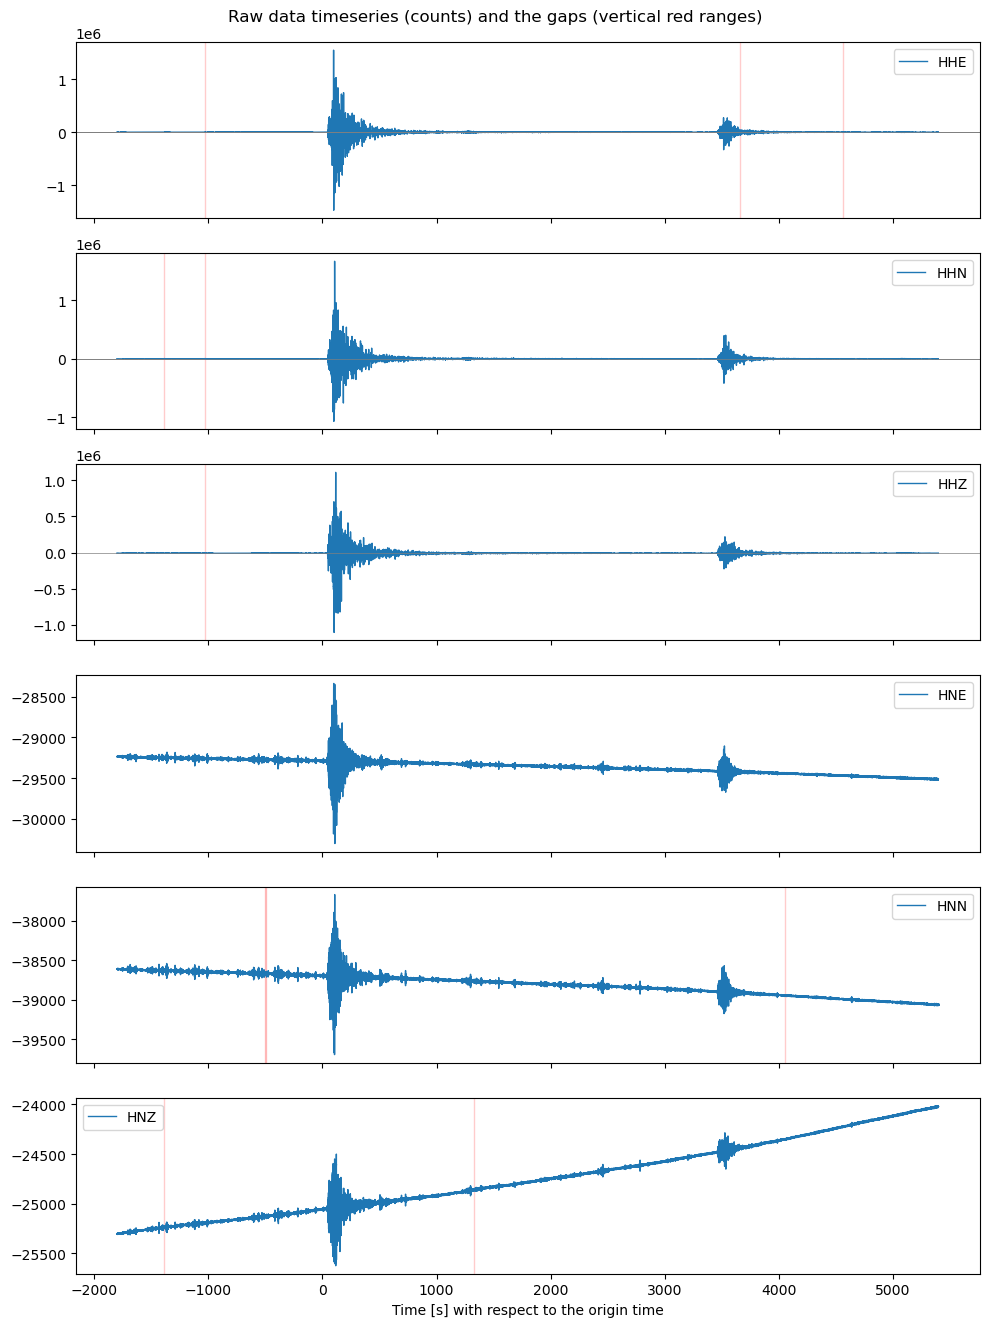 Raw data timeseries (counts) and the gaps (vertical red ranges)
1e6
HHE
1
0
−1
1e6
HHN
1
0
−1
1e6
HHZ
1.0
0.5
0.0
−0.5
−1.0
HNE
−28500
−29000
−29500
−30000
HNN
−38000
−38500
−39000
−39500
HNZ
−24000
−24500
−25000
−25500
−2000 −1000 0 1000 2000 3000 4000 5000
Time [s] with respect to the origin time